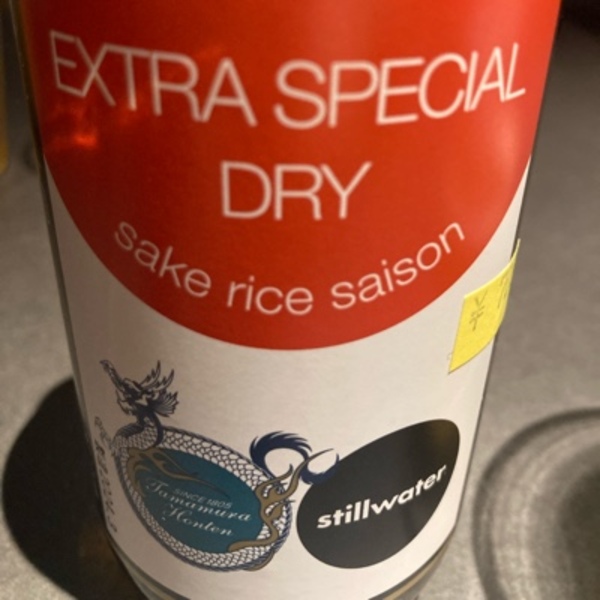 EXTRA SPECIAL
DRY
sake rice saison
SINCE 1805
Tamamura
Honten
stillwater
¥